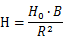 H = H₀ · B / R²